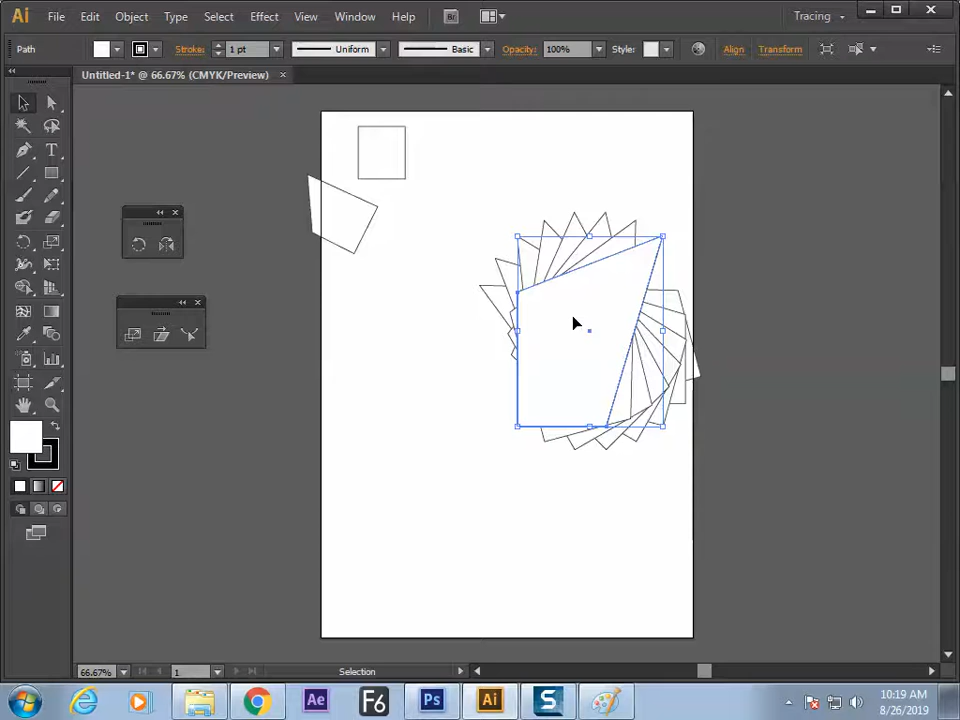 Ai File Edit Object Type Select Effect View Window Help Br Tracing
Path Stroke: 1 pt Uniform Basic Opacity: 100% Style: Align Transform
Untitled-1* @ 66.67% (CMYK/Preview)
T
66.67% 1 Selection
Ae F6 Ps Ai S
10:19 AM
8/26/2019